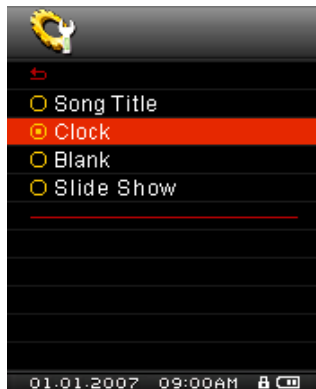 Song Title
Clock
Blank
Slide Show
01.01.2007 09:00AM